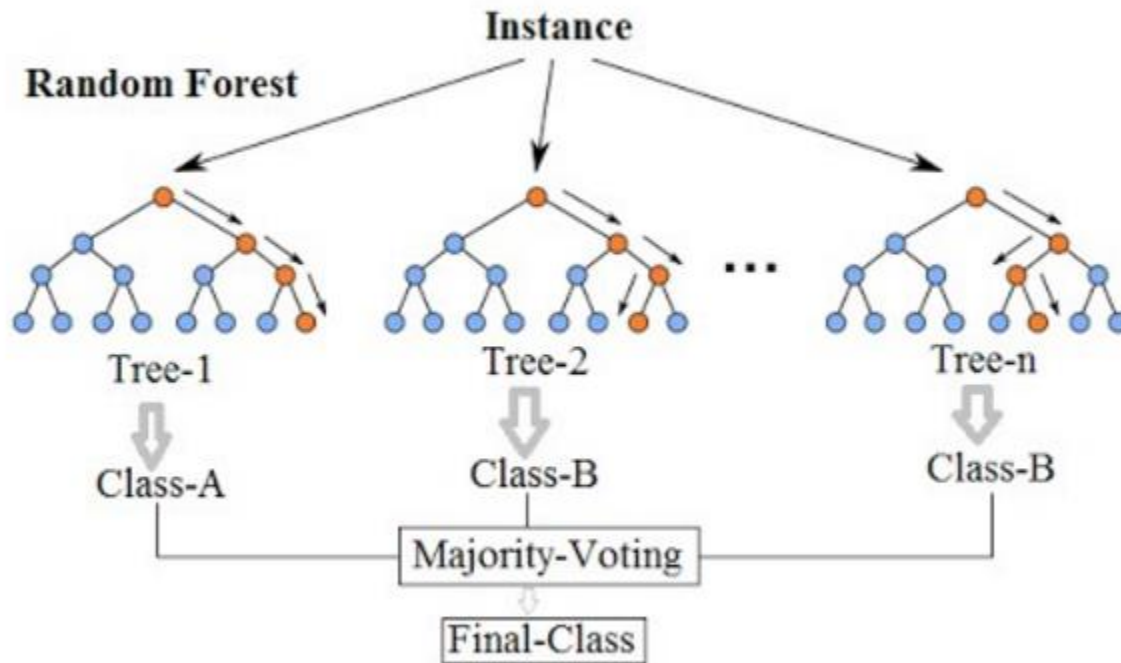 Instance
Random Forest
...
Tree-1
Tree-2
Tree-n
Class-A
Class-B
Class-B
Majority-Voting
Final-Class